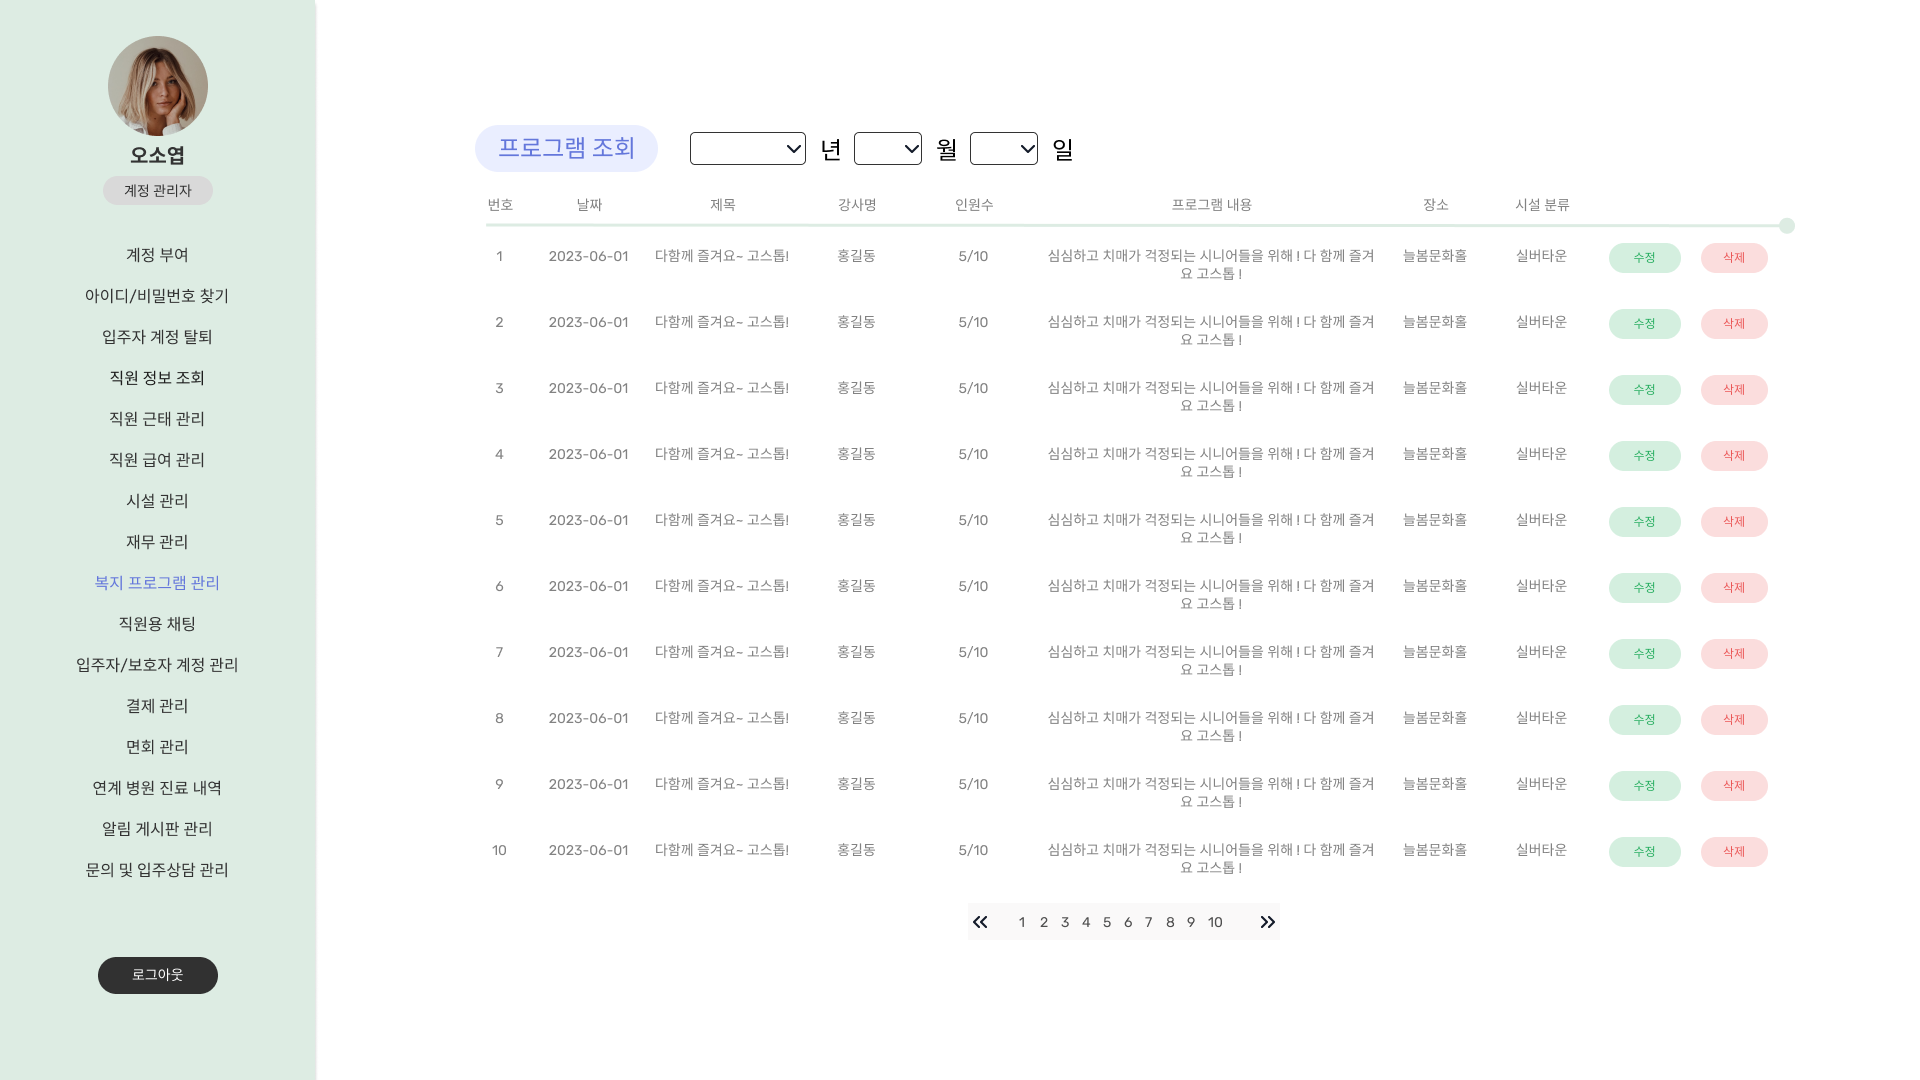 오소엽
계정 관리자
계정 부여
아이디/비밀번호 찾기
입주자 계정 탈퇴
직원 정보 조회
직원 근태 관리
직원 급여 관리
시설 관리
재무 관리
복지 프로그램 관리
직원용 채팅
입주자/보호자 계정 관리
결제 관리
면회 관리
연계 병원 진료 내역
알림 게시판 관리
문의 및 입주상담 관리
로그아웃
프로그램 조회 년 월 일
번호 날짜 제목 강사명 인원수 프로그램 내용 장소 시설 분류
1 2023-06-01 다함께 즐겨요~ 고스톱! 홍길동 5/10 심심하고 치매가 걱정되는 시니어들을 위해 ! 다 함께 즐겨 늘봄문화홀 실버타운 수정 삭제
요 고스톱 !
2 2023-06-01 다함께 즐겨요~ 고스톱! 홍길동 5/10 심심하고 치매가 걱정되는 시니어들을 위해 ! 다 함께 즐겨 늘봄문화홀 실버타운 수정 삭제
요 고스톱 !
3 2023-06-01 다함께 즐겨요~ 고스톱! 홍길동 5/10 심심하고 치매가 걱정되는 시니어들을 위해 ! 다 함께 즐겨 늘봄문화홀 실버타운 수정 삭제
요 고스톱 !
4 2023-06-01 다함께 즐겨요~ 고스톱! 홍길동 5/10 심심하고 치매가 걱정되는 시니어들을 위해 ! 다 함께 즐겨 늘봄문화홀 실버타운 수정 삭제
요 고스톱 !
5 2023-06-01 다함께 즐겨요~ 고스톱! 홍길동 5/10 심심하고 치매가 걱정되는 시니어들을 위해 ! 다 함께 즐겨 늘봄문화홀 실버타운 수정 삭제
요 고스톱 !
6 2023-06-01 다함께 즐겨요~ 고스톱! 홍길동 5/10 심심하고 치매가 걱정되는 시니어들을 위해 ! 다 함께 즐겨 늘봄문화홀 실버타운 수정 삭제
요 고스톱 !
7 2023-06-01 다함께 즐겨요~ 고스톱! 홍길동 5/10 심심하고 치매가 걱정되는 시니어들을 위해 ! 다 함께 즐겨 늘봄문화홀 실버타운 수정 삭제
요 고스톱 !
8 2023-06-01 다함께 즐겨요~ 고스톱! 홍길동 5/10 심심하고 치매가 걱정되는 시니어들을 위해 ! 다 함께 즐겨 늘봄문화홀 실버타운 수정 삭제
요 고스톱 !
9 2023-06-01 다함께 즐겨요~ 고스톱! 홍길동 5/10 심심하고 치매가 걱정되는 시니어들을 위해 ! 다 함께 즐겨 늘봄문화홀 실버타운 수정 삭제
요 고스톱 !
10 2023-06-01 다함께 즐겨요~ 고스톱! 홍길동 5/10 심심하고 치매가 걱정되는 시니어들을 위해 ! 다 함께 즐겨 늘봄문화홀 실버타운 수정 삭제
요 고스톱 !
1 2 3 4 5 6 7 8 9 10